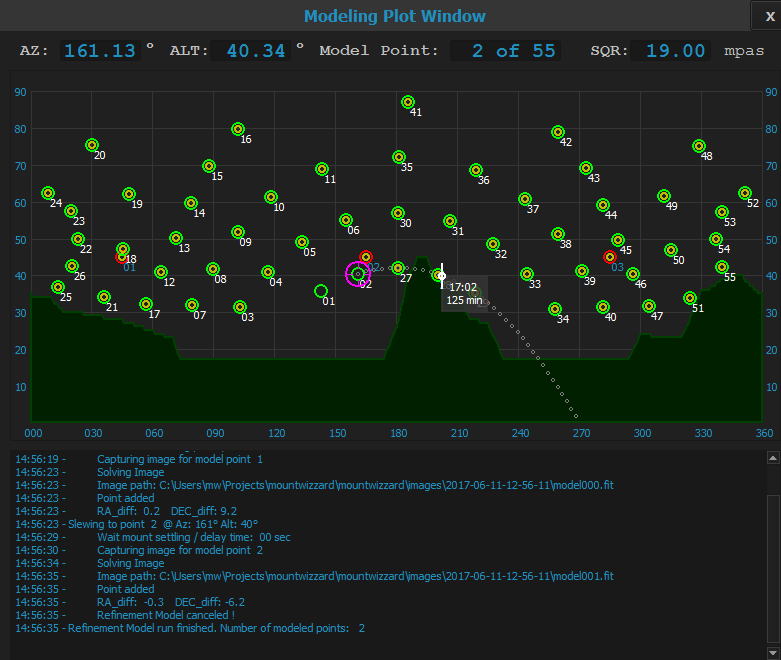 Modeling Plot Window
x
AZ: 161.13 ° ALT: 40.34 ° Model Point: 2 of 55 SQR: 19.00 mpas
90 90
41
80 80
16 42
20 48
70 70
15 35
11 36 43
24 19 10 49 52
60 60
23 14 37 44 53
06 30 31
50 50
22 13 09 05 38 45 54
18 32 50
01 02 03
40 40
26 12 08 04 02 27 33 39 46 55
17:02
125 min
25 01
30 30
21 17 07 03 34 40 47 51
20 20
10 10
000 030 060 090 120 150 180 210 240 270 300 330 360
14:56:19 - Capturing image for model point 1
14:56:23 - Solving Image
14:56:23 - Image path: C:\Users\mw\Projects\mountwizzard\mountwizzard\images\2017-06-11-12-56-11\model000.fit
14:56:23 - Point added
14:56:23 - RA_diff: 0.2 DEC_diff: 9.2
14:56:23 - Slewing to point 2 @ Az: 161° Alt: 40°
14:56:29 - Wait mount settling / delay time: 00 sec
14:56:30 - Capturing image for model point 2
14:56:34 - Solving Image
14:56:35 - Image path: C:\Users\mw\Projects\mountwizzard\mountwizzard\images\2017-06-11-12-56-11\model001.fit
14:56:35 - Point added
14:56:35 - RA_diff: -0.3 DEC_diff: -6.2
14:56:35 - Refinement Model canceled !
14:56:35 - Refinement Model run finished. Number of modeled points: 2